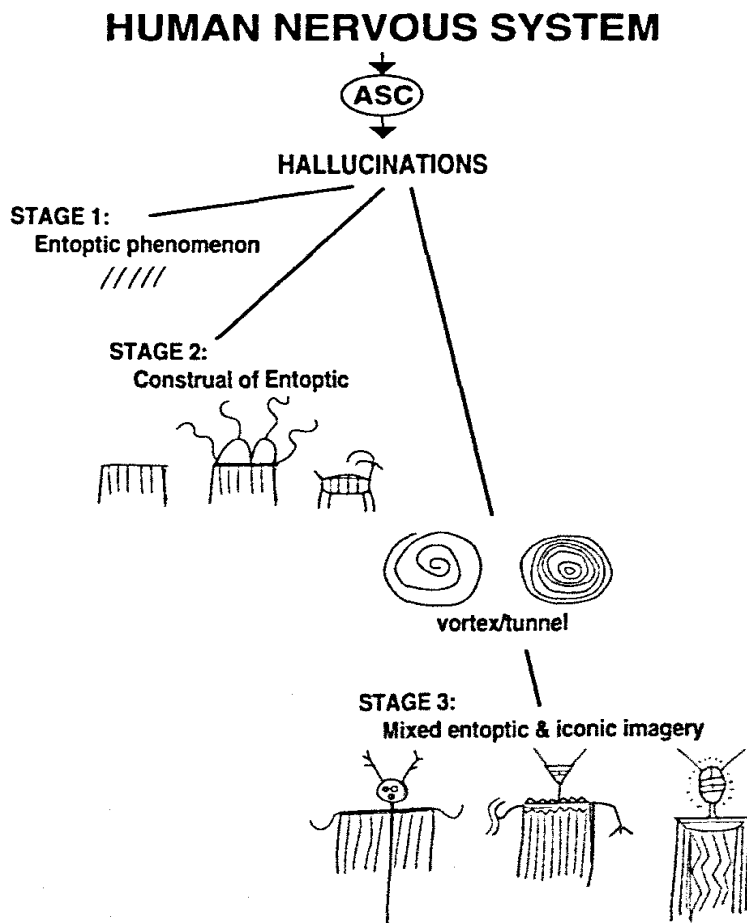 HUMAN NERVOUS SYSTEM
ASC
HALLUCINATIONS
STAGE 1:
Entoptic phenomenon
STAGE 2:
Construal of Entoptic
vortex/tunnel
STAGE 3:
Mixed entoptic & iconic imagery